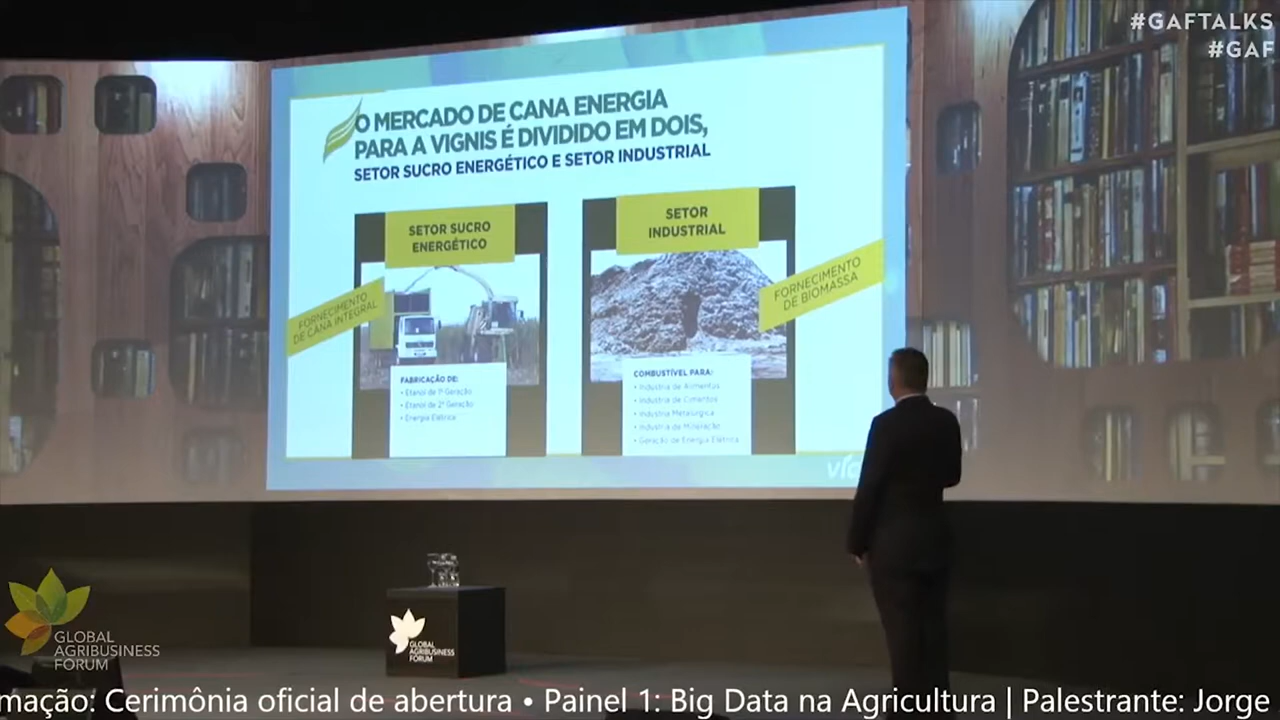 #GAFTALKS
#GAF
O MERCADO DE CANA ENERGIA
PARA A VIGNIS É DIVIDIDO EM DOIS,
SETOR SUCRO ENERGÉTICO E SETOR INDUSTRIAL
SETOR SUCRO
ENERGÉTICO
FORNECIMENTO
DE CANA INTEGRAL
FABRICAÇÃO DE:
• Etanol de 1ª Geração
• Etanol de 2ª Geração
• Energia Elétrica
SETOR
INDUSTRIAL
FORNECIMENTO
DE BIOMASSA
COMBUSTÍVEL PARA:
• Indústria de Alimentos
• Indústria de Cimentos
• Indústria Metalúrgica
• Indústria de Mineração
• Geração de Energia Elétrica
GLOBAL
AGRIBUSINESS
FORUM
GLOBAL
AGRIBUSINESS
FORUM
mação: Cerimônia oficial de abertura • Painel 1: Big Data na Agricultura | Palestrante: Jorge